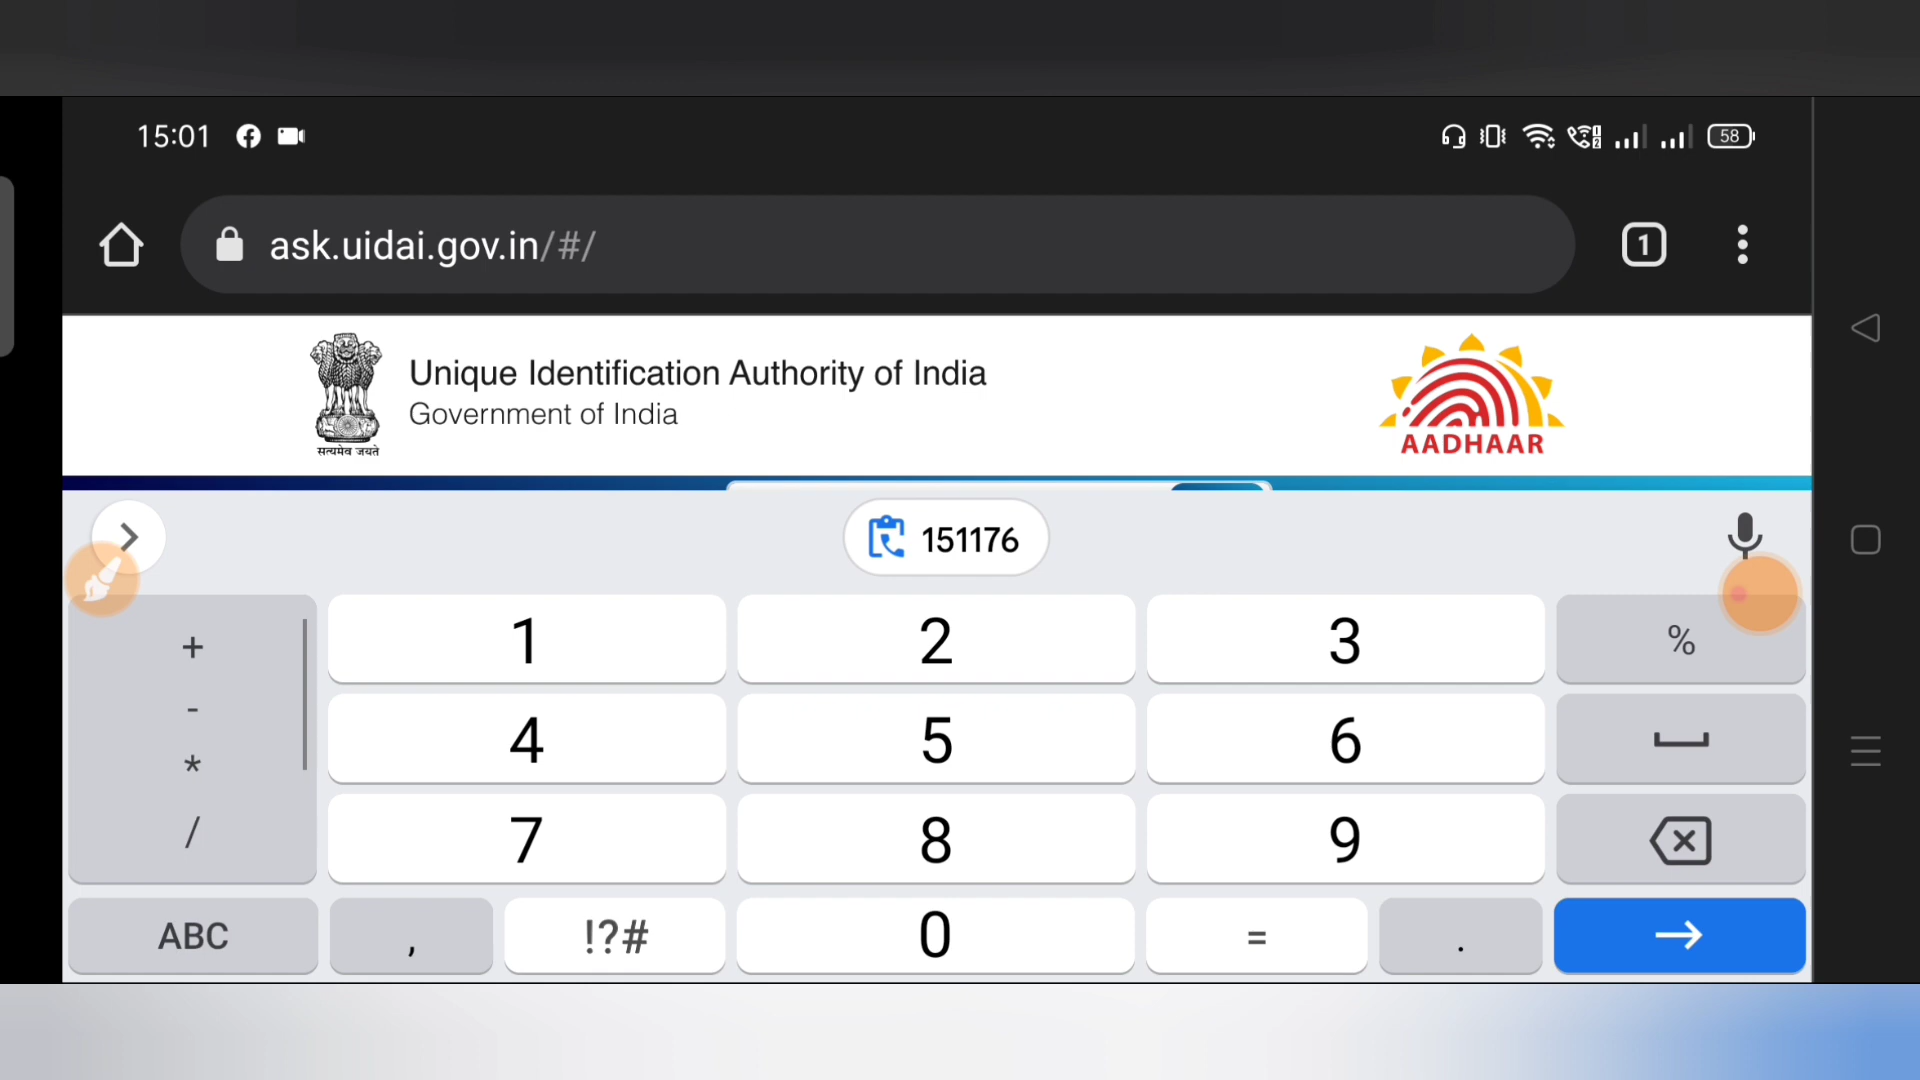 15:01
58
ask.uidai.gov.in/#/
1
Unique Identification Authority of India
Government of India
सत्यमेव जयते
AADHAAR
151176
+ 1 2 3 %
-
* 4 5 6
/ 7 8 9
ABC , !?# 0 = .